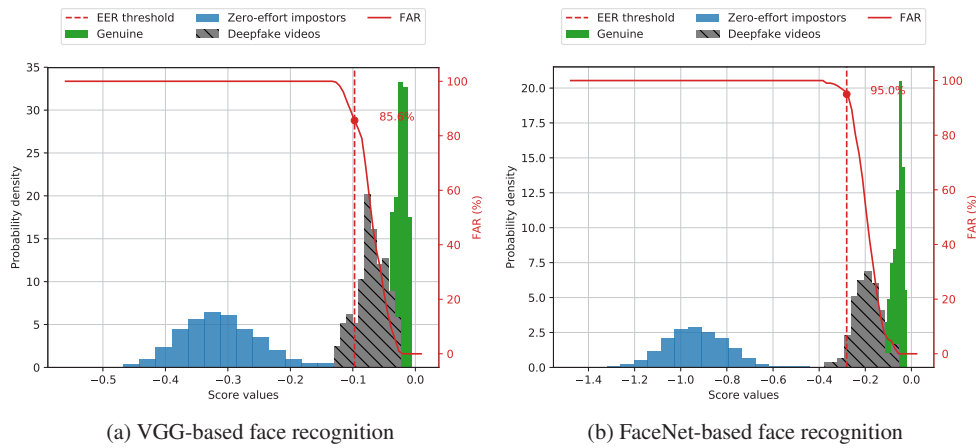 EER threshold Zero-effort impostors FAR
Genuine Deepfake videos
35
30
25
20
15
10
5
0
Probability density
−0.5 −0.4 −0.3 −0.2 −0.1 0.0
Score values
100
80
60
40
20
0
FAR (%)
85.6%
(a) VGG-based face recognition
EER threshold Zero-effort impostors FAR
Genuine Deepfake videos
20.0
17.5
15.0
12.5
10.0
7.5
5.0
2.5
0.0
Probability density
−1.4 −1.2 −1.0 −0.8 −0.6 −0.4 −0.2 0.0
Score values
100
80
60
40
20
0
FAR (%)
95.0%
(b) FaceNet-based face recognition